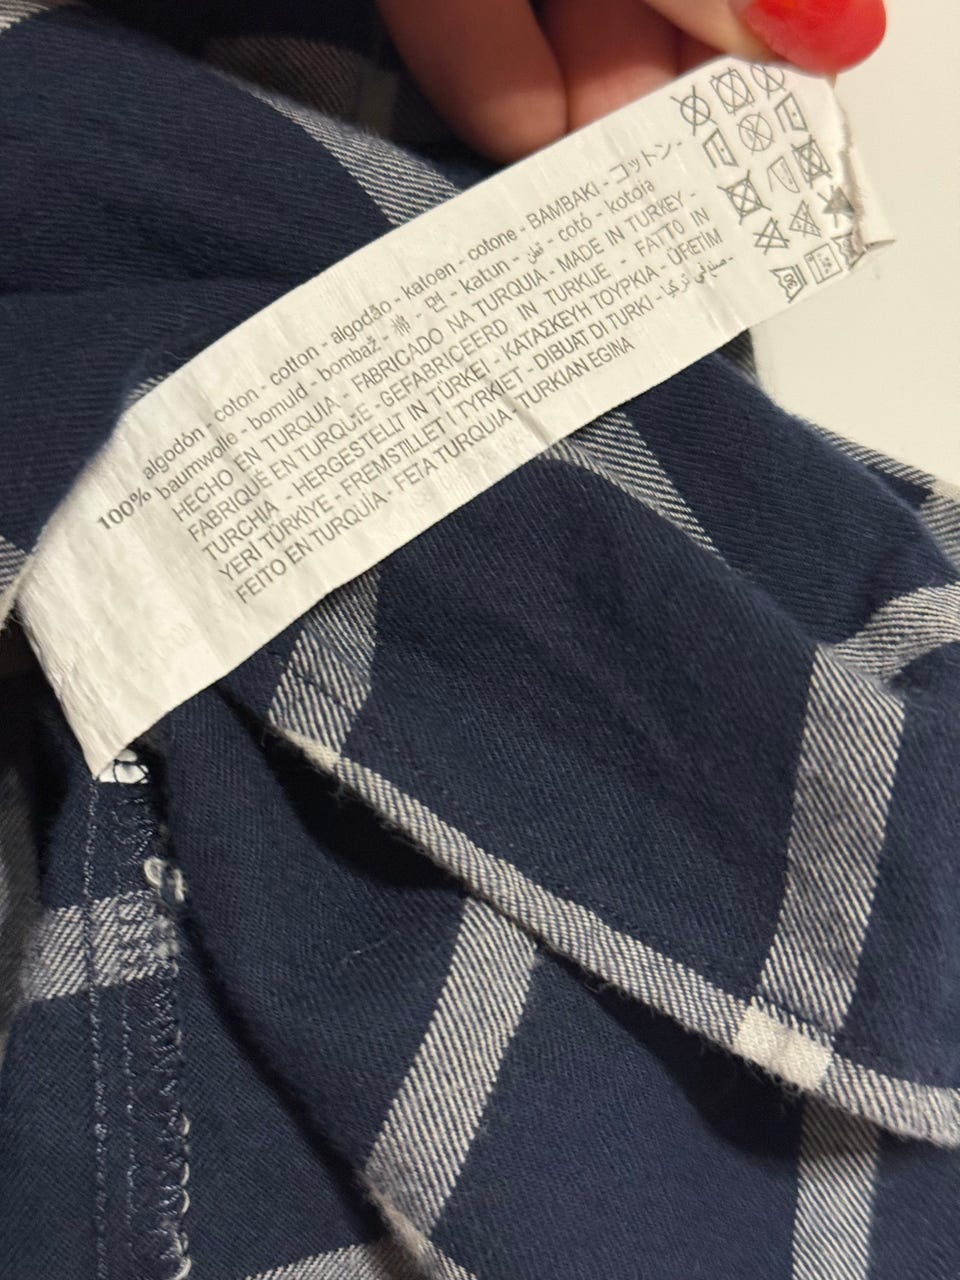 100% algodón - coton - cotton - algodão - katoen - cotone - BAMBAKI - コットン -
baumwolle - bomuld - bombaž - 棉 - 면 - katun - قطن - cotó - kotoia
HECHO EN TURQUIA - FABRICADO NA TURQUIA - MADE IN TURKEY -
FABRIQUÉ EN TURQUIE - GEFABRICEERD IN TURKIJE - FATTO IN
TURCHIA - HERGESTELLT IN TÜRKEI - ΚΑΤΑΣΚΕΥΗ ΤΟΥΡΚΙΑ - ÜRETİM
YERİ TÜRKİYE - FREMSTILLET I TYRKIET - DIBUAT DI TURKI - صنع في تركيا -
FEITO EN TURQUÍA - FETA TURQUIA - TURKIAN EGINA